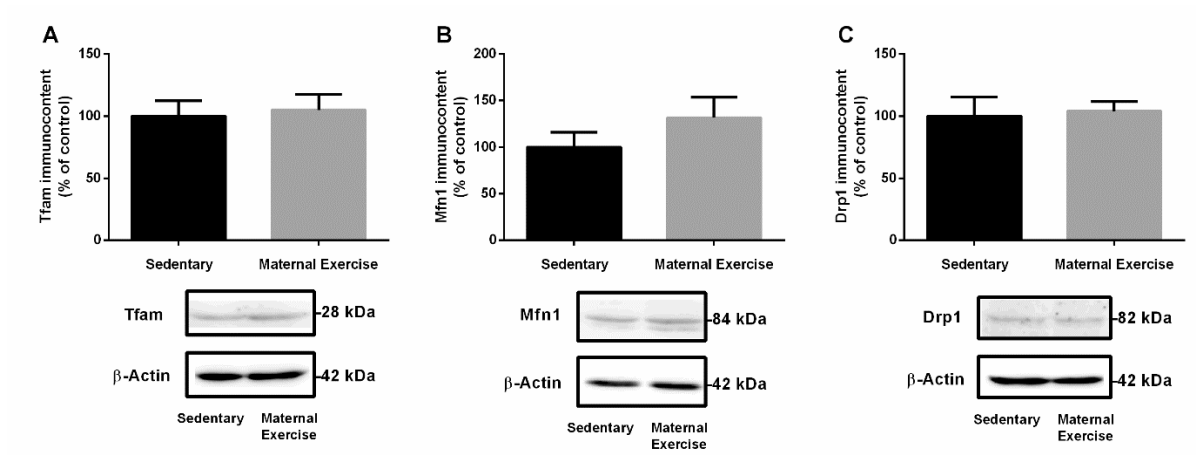 A
Tfam immunocontent
(% of control)
150
100
50
0
Sedentary Maternal Exercise
Tfam
-28 kDa
β-Actin
-42 kDa
Sedentary Maternal
Exercise
B
Mfn1 immunocontent
(% of control)
200
150
100
50
0
Sedentary Maternal Exercise
Mfn1
-84 kDa
β-Actin
-42 kDa
Sedentary Maternal
Exercise
C
Drp1 immunocontent
(% of control)
150
100
50
0
Sedentary Maternal Exercise
Drp1
-82 kDa
β-Actin
-42 kDa
Sedentary Maternal
Exercise